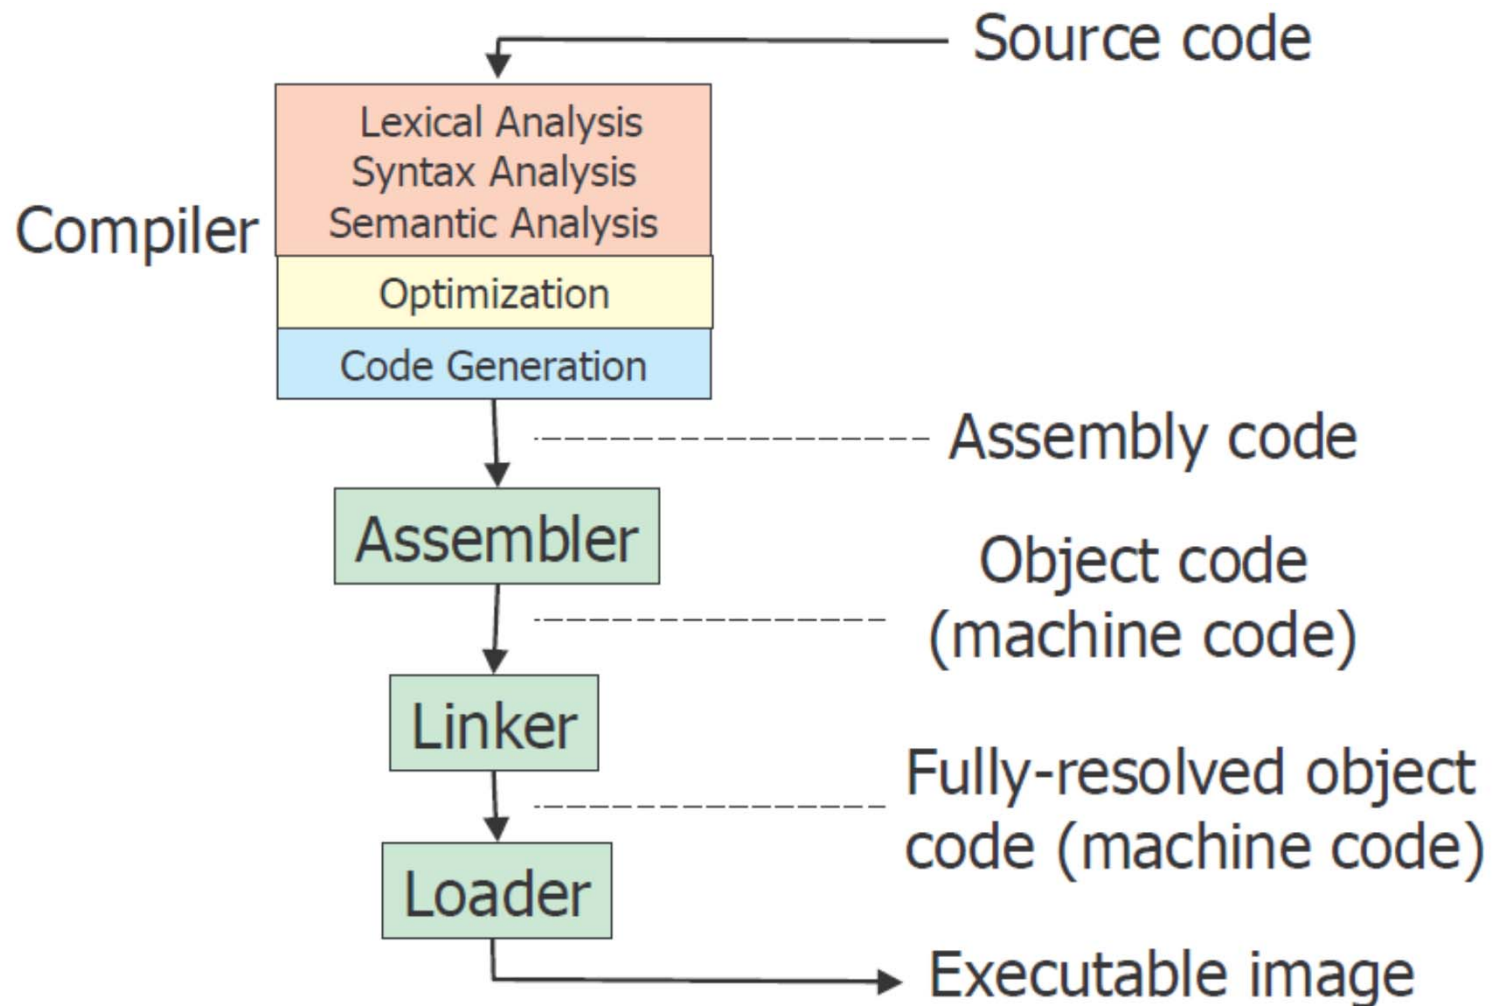 Source code
Lexical Analysis
Syntax Analysis
Semantic Analysis
Compiler
Optimization
Code Generation
Assembly code
Assembler
Object code
(machine code)
Linker
Fully-resolved object
code (machine code)
Loader
Executable image